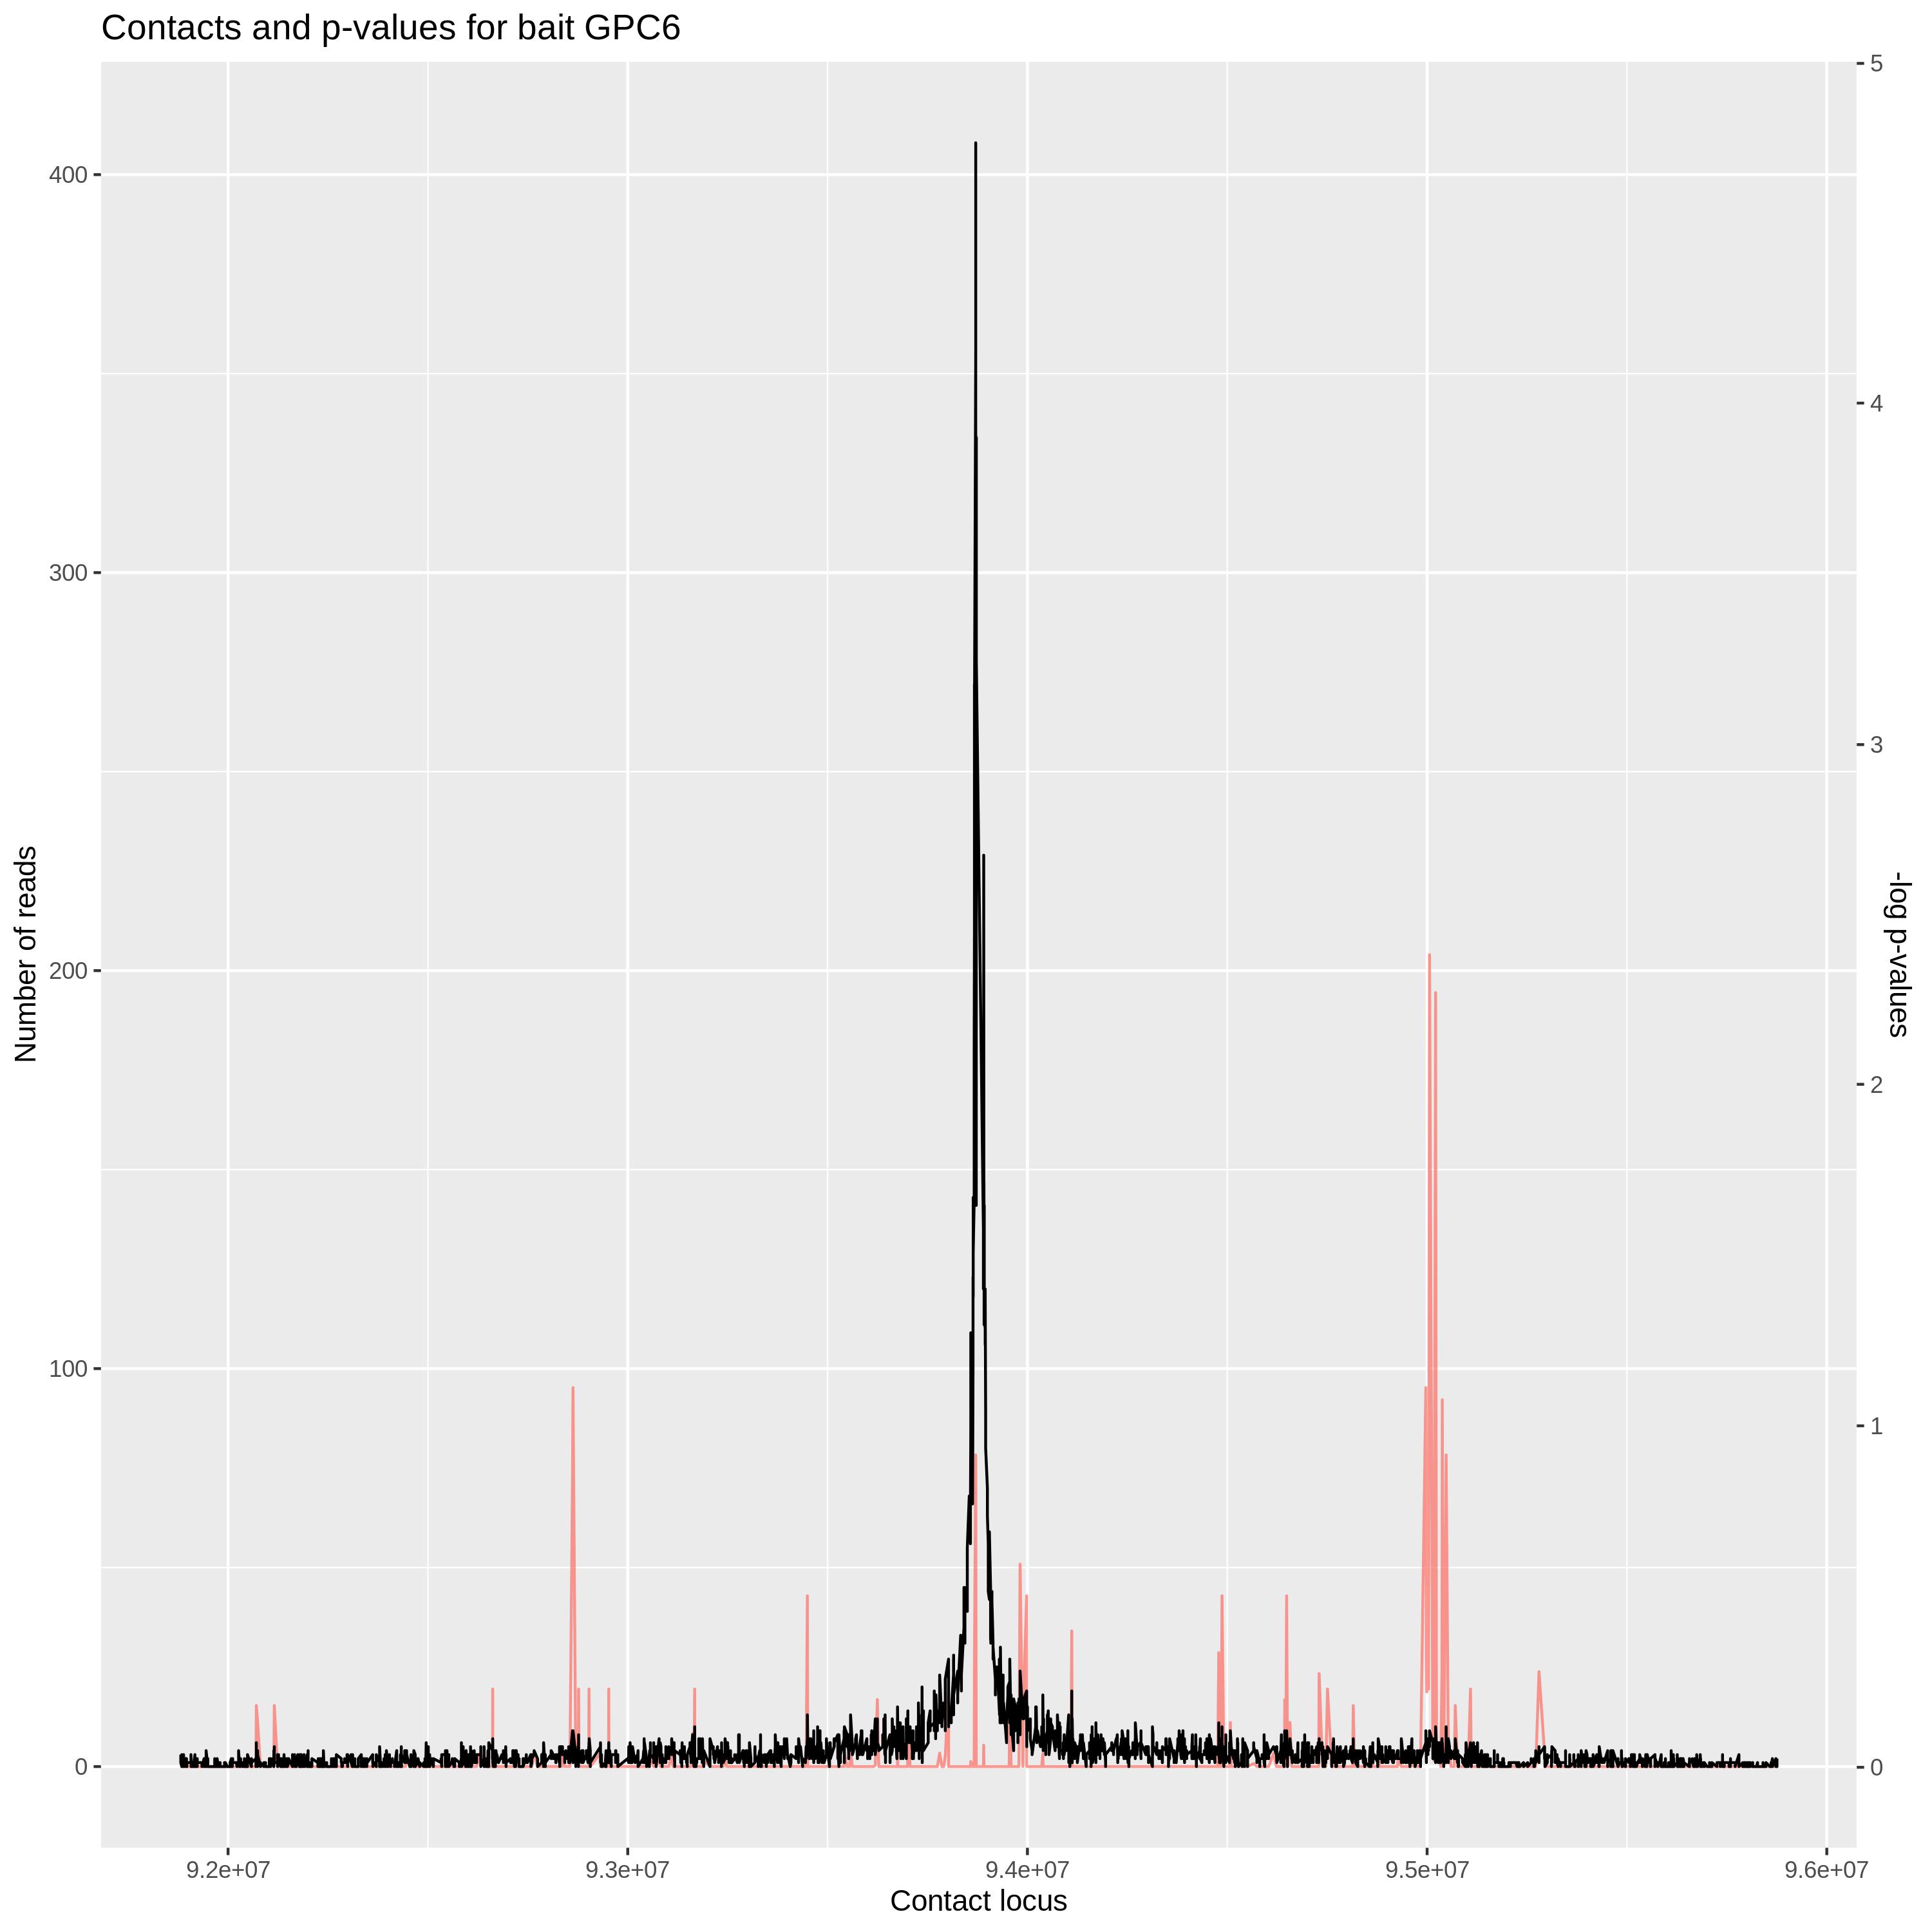 Contacts and p-values for bait GPC6
Number of reads
400
300
200
100
0
5
4
3
2
1
0
-log p-values
9.2e+07
9.3e+07
9.4e+07
9.5e+07
9.6e+07
Contact locus